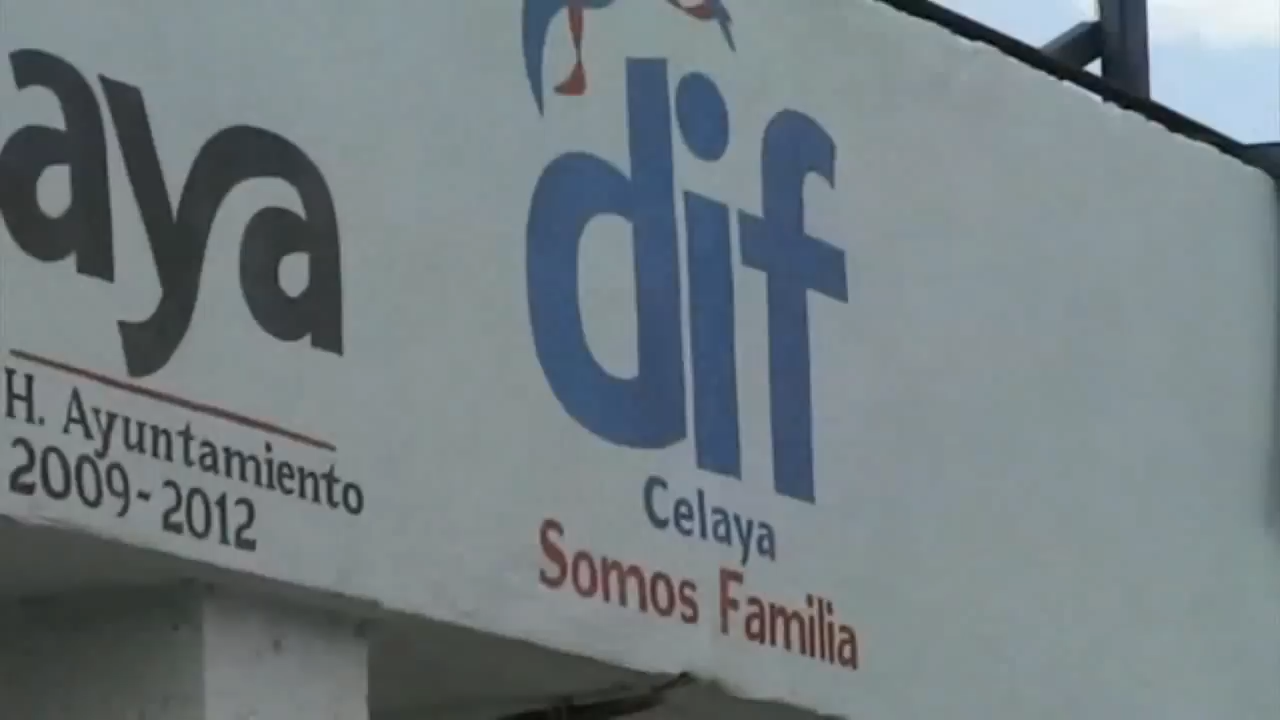 aya
H. Ayuntamiento
2009-2012
dif
Celaya
Somos Familia